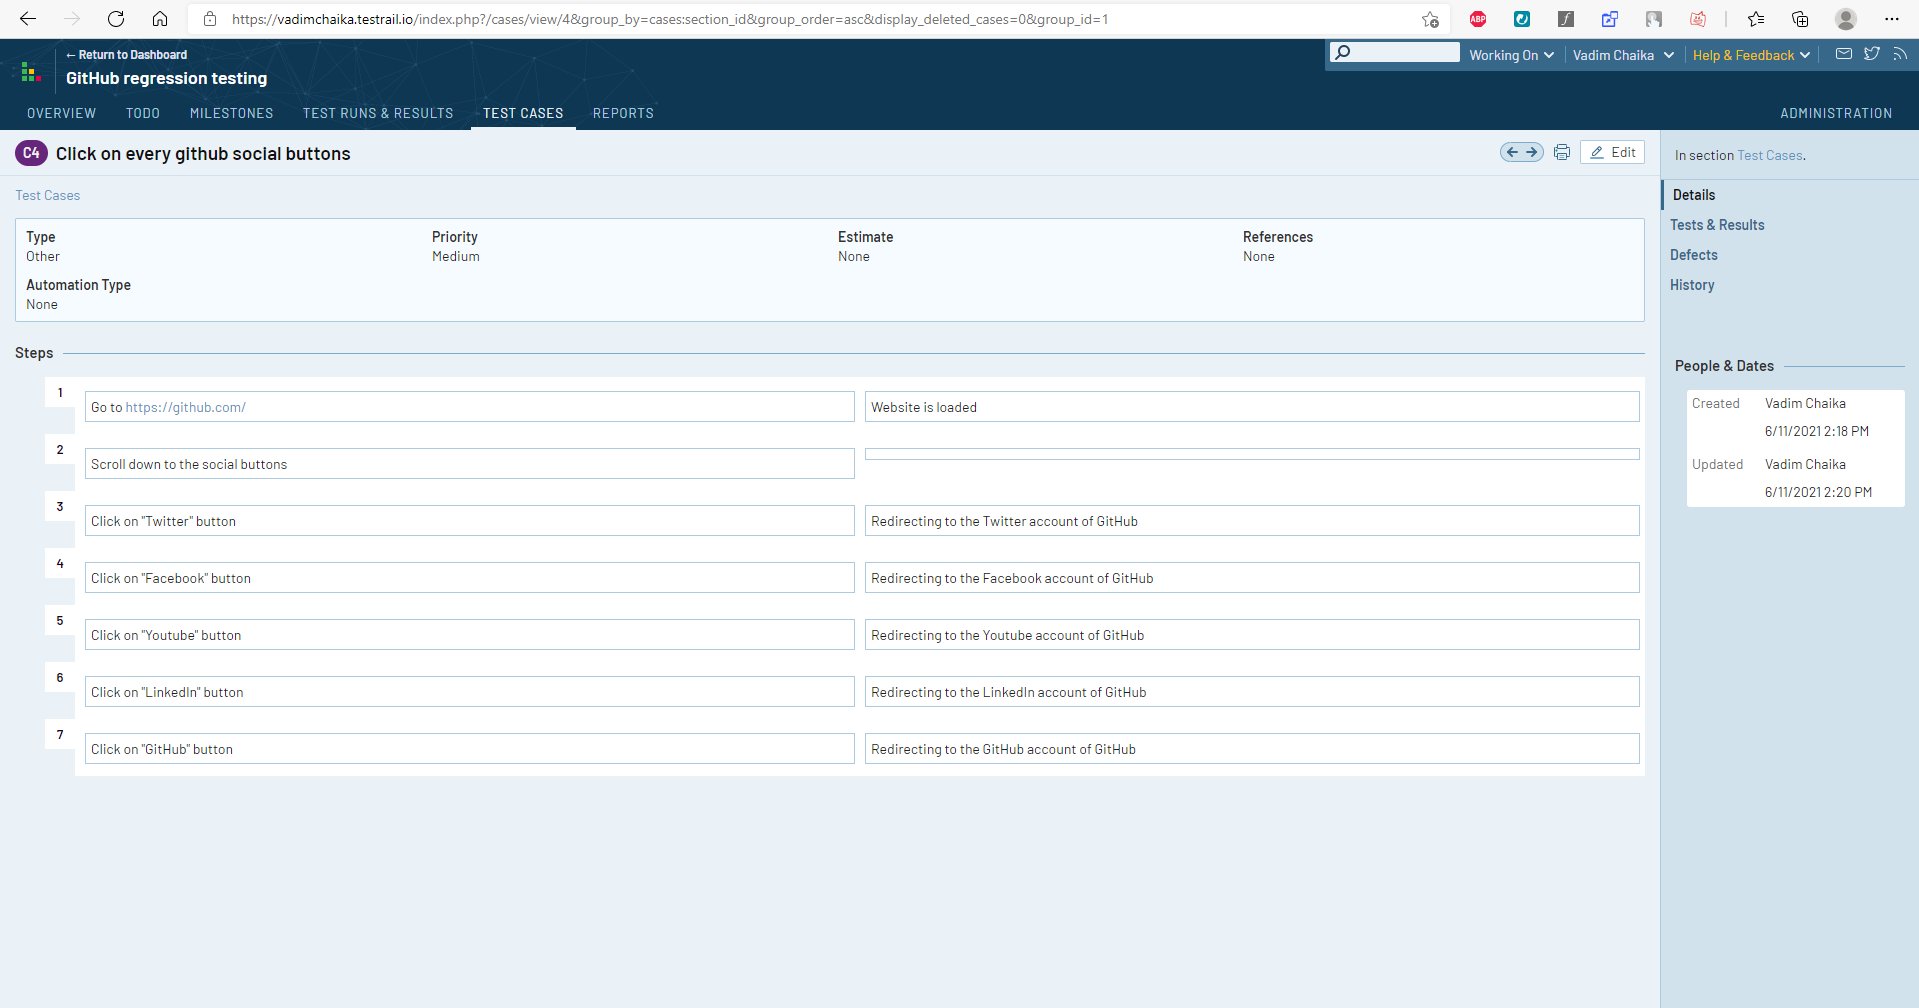 https://vadimchaika.testrail.io/index.php?/cases/view/4&group_by=cases:section_id&group_order=asc&display_deleted_cases=0&group_id=1
ABP
← Return to Dashboard
GitHub regression testing
Working On
Vadim Chaika
Help & Feedback
OVERVIEW
TODO
MILESTONES
TEST RUNS & RESULTS
TEST CASES
REPORTS
ADMINISTRATION
C4
Click on every github social buttons
Edit
Test Cases
Type
Other
Priority
Medium
Estimate
None
References
None
Automation Type
None
Steps
1
Go to https://github.com/
Website is loaded
2
Scroll down to the social buttons
3
Click on "Twitter" button
Redirecting to the Twitter account of GitHub
4
Click on "Facebook" button
Redirecting to the Facebook account of GitHub
5
Click on "Youtube" button
Redirecting to the Youtube account of GitHub
6
Click on "LinkedIn" button
Redirecting to the LinkedIn account of GitHub
7
Click on "GitHub" button
Redirecting to the GitHub account of GitHub
In section Test Cases.
Details
Tests & Results
Defects
History
People & Dates
Created
Vadim Chaika
6/11/2021 2:18 PM
Updated
Vadim Chaika
6/11/2021 2:20 PM